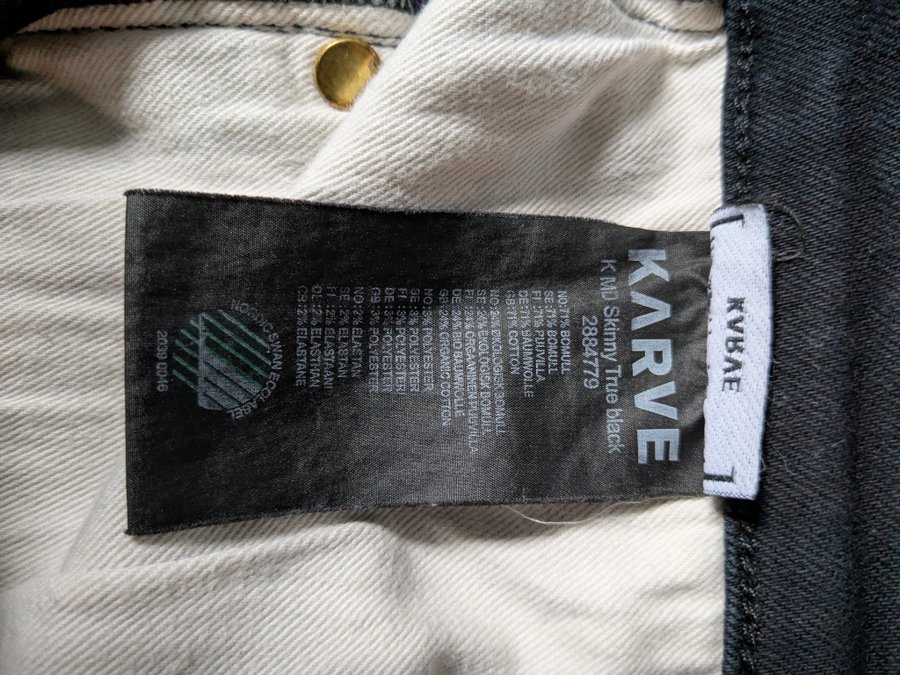 KARVE
KARVE
K MD Skinny True black
2884779
NO:71% BOMULL
SE:71% BOMULL
FI:71% PUUVILLA
DE:71% BAUMWOLLE
GB:71% COTTON
NO:24% BOMULL
SE:24% EKOLOGISK BOMULL
FI:24% PUUVILLA
DE:24% BIO BAUMWOLLE
GB:24% ORGANIC COTTON
NO:3% POLYESTER
SE:3% POLYESTER
FI:3% POLYESTERI
DE:3% POLYESTER
GB:3% POLYESTER
NO:2% ELASTAN
SE:2% ELASTAN
FI:2% ELASTAANI
DE:2% ELASTAN
GB:2% ELASTANE
NORDIC SWAN ECOLABEL